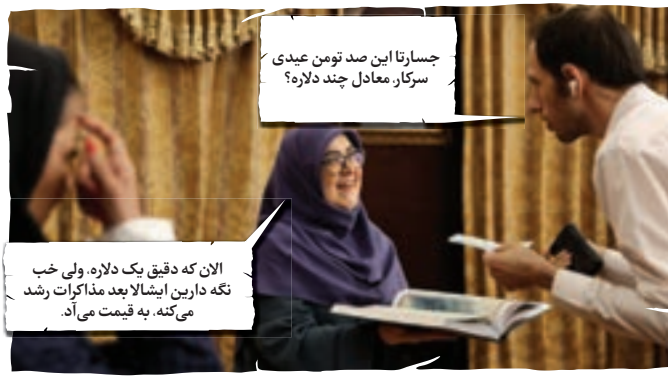 جسارتا این صد تومن عیدی
سرکار، معادل چند دلاره؟
الان که دقیق یک دلاره، ولی خب
نگه دارین ایشالا بعد مذاکرات رشد
می‌کنه، به قیمت می‌آد.